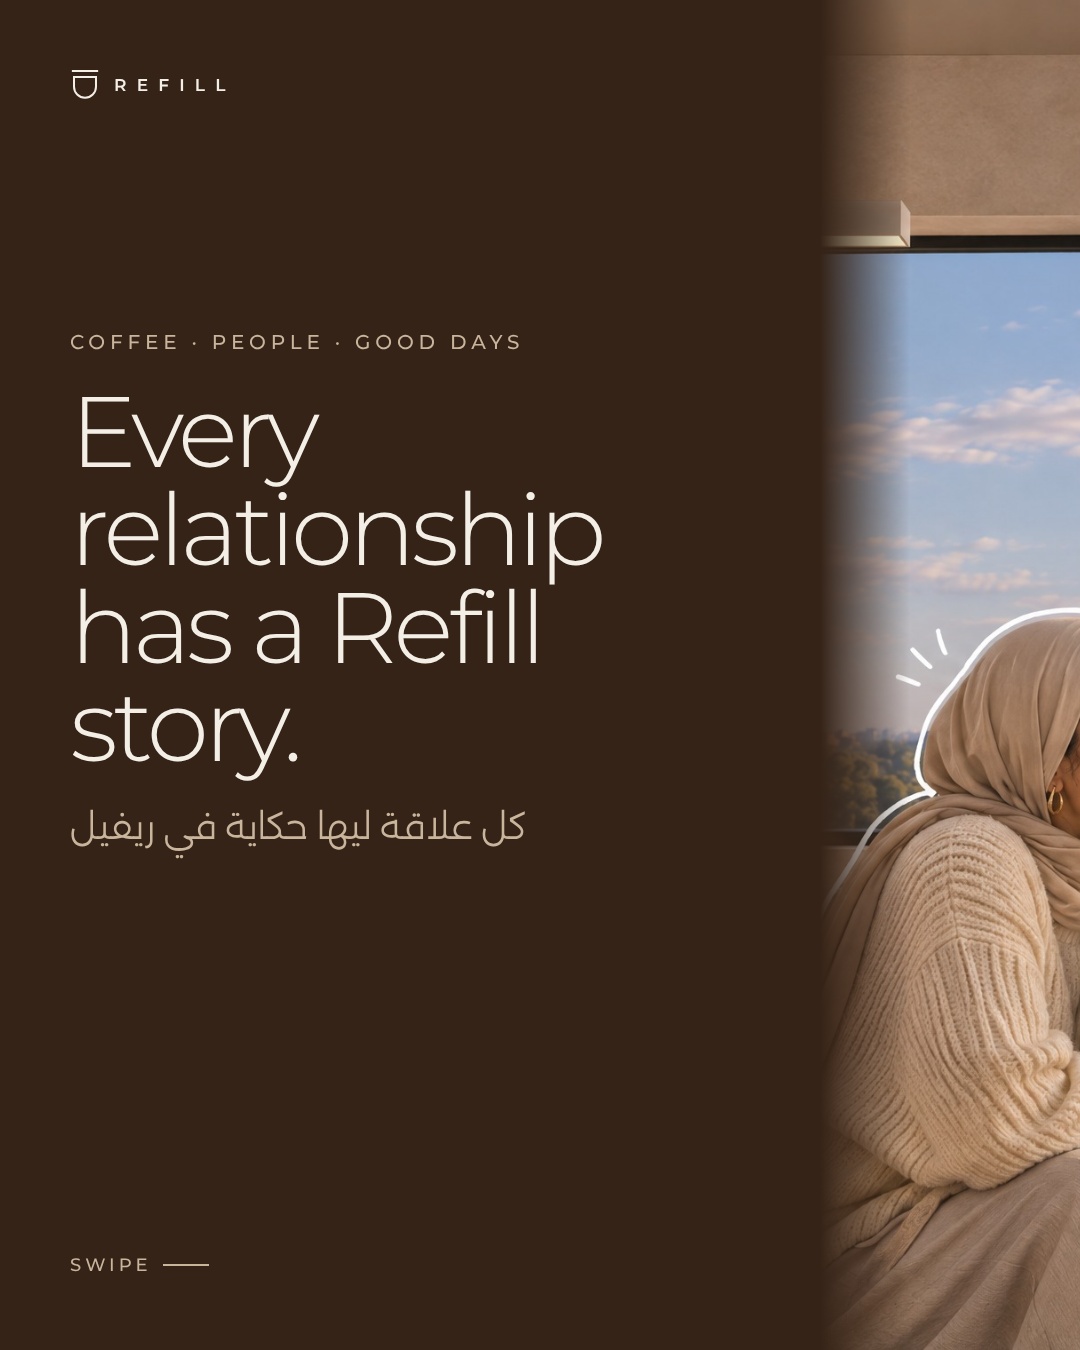 REFILL
COFFEE · PEOPLE · GOOD DAYS
Every
relationship
has a Refill
story.
كل علاقة ليها حكاية في ريفيل
SWIPE